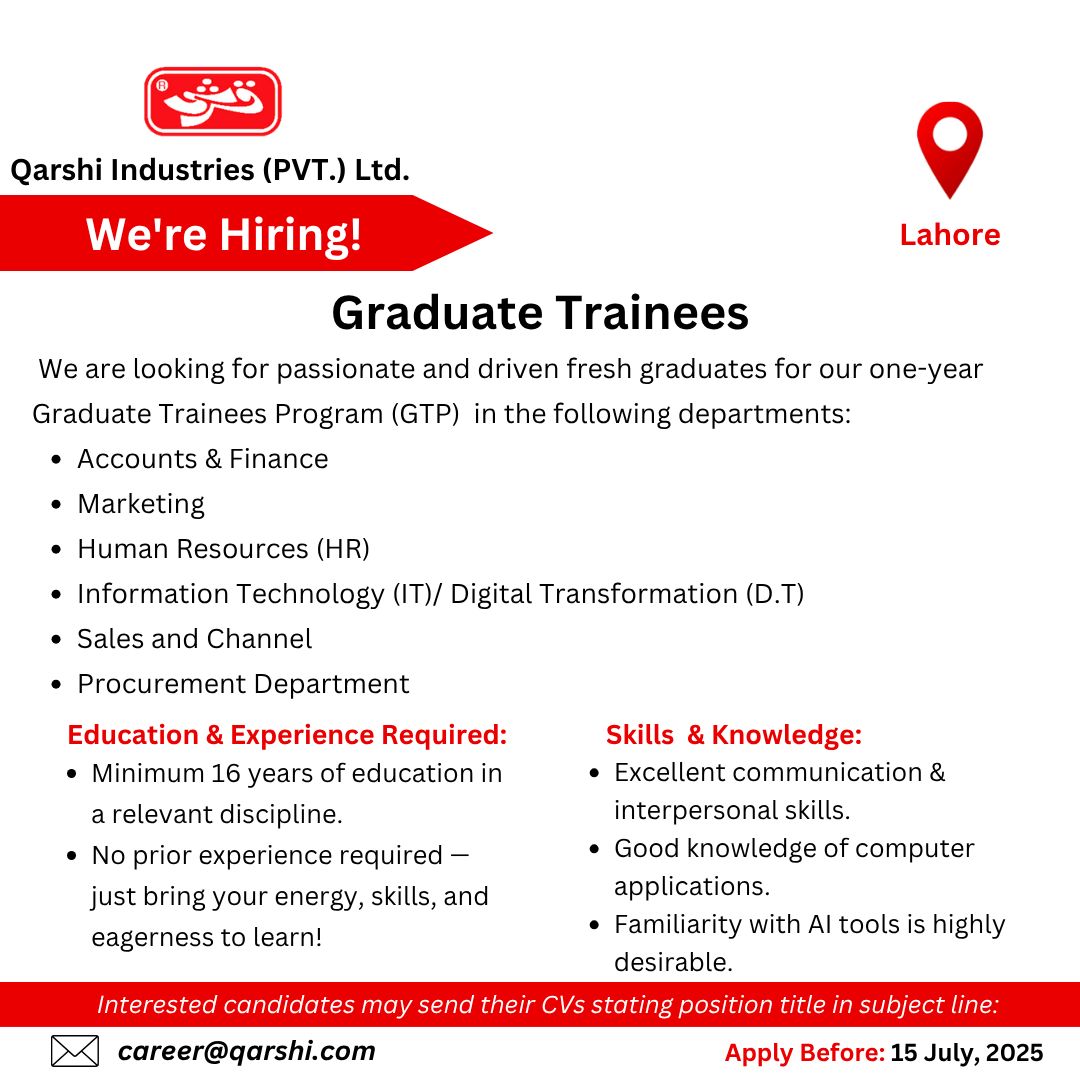 قرشی
®
Qarshi Industries (PVT.) Ltd.
We're Hiring!
Lahore
Graduate Trainees
We are looking for passionate and driven fresh graduates for our one-year
Graduate Trainees Program (GTP)  in the following departments:
• Accounts & Finance
• Marketing
• Human Resources (HR)
• Information Technology (IT)/ Digital Transformation (D.T)
• Sales and Channel
• Procurement Department
Education & Experience Required:
• Minimum 16 years of education in
a relevant discipline.
• No prior experience required —
just bring your energy, skills, and
eagerness to learn!
Skills  & Knowledge:
• Excellent communication &
interpersonal skills.
• Good knowledge of computer
applications.
• Familiarity with AI tools is highly
desirable.
Interested candidates may send their CVs stating position title in subject line:
career@qarshi.com
Apply Before: 15 July, 2025